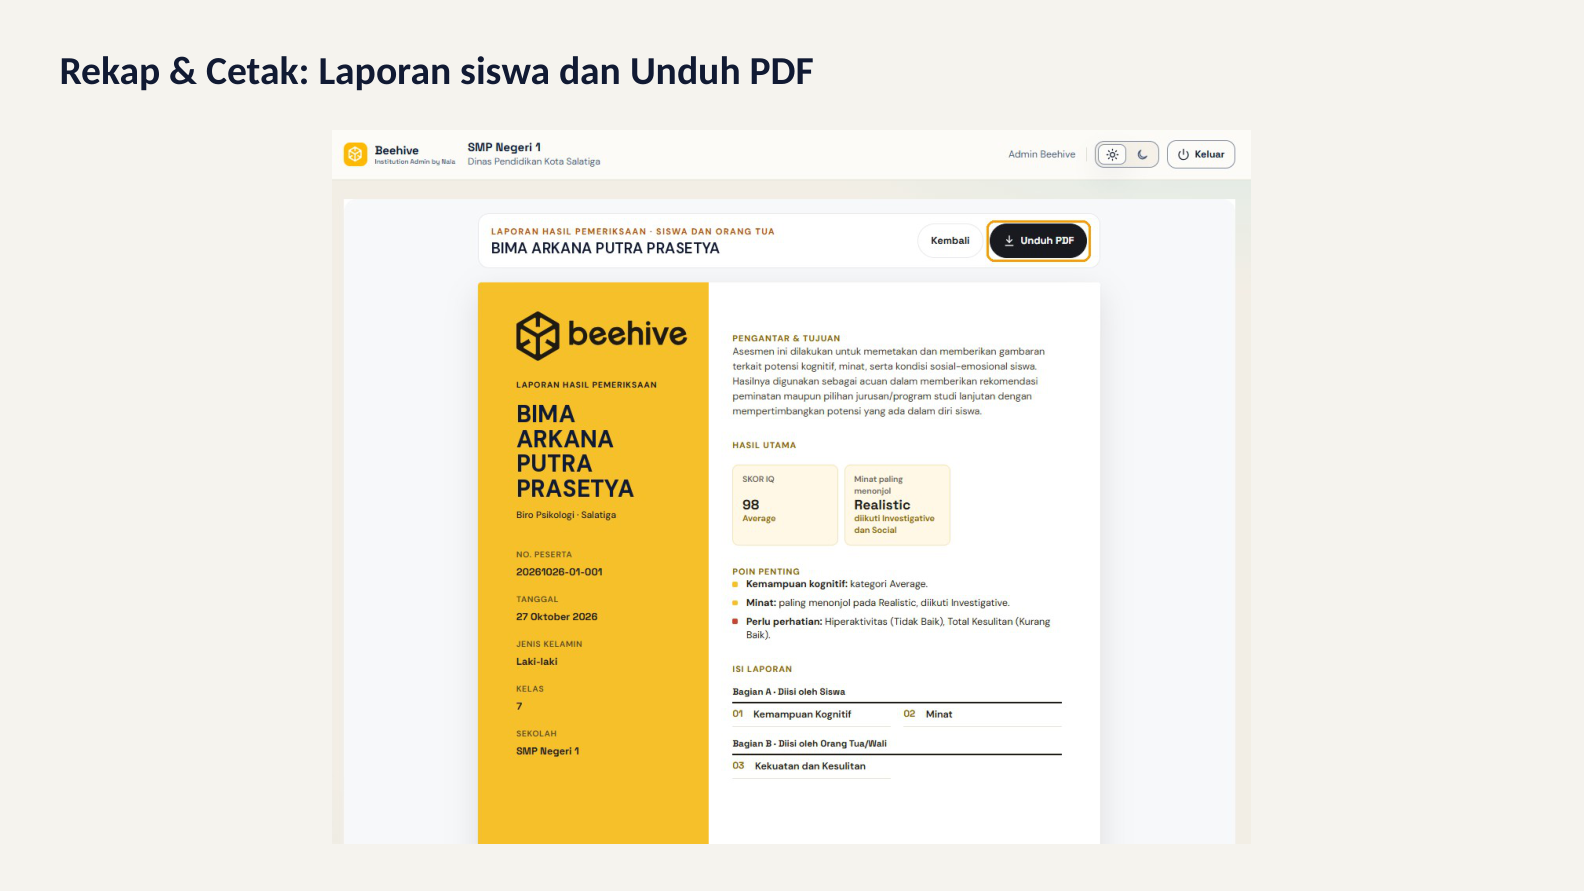 Rekap & Cetak: Laporan siswa dan Unduh PDF
Beehive
Institution Admin by Nala
SMP Negeri 1
Dinas Pendidikan Kota Salatiga
Admin Beehive
Keluar
LAPORAN HASIL PEMERIKSAAN · SISWA DAN ORANG TUA
BIMA ARKANA PUTRA PRASETYA
Kembali
Unduh PDF
beehive
LAPORAN HASIL PEMERIKSAAN
BIMA
ARKANA
PUTRA
PRASETYA
Biro Psikologi · Salatiga
NO. PESERTA
20261026-01-001
TANGGAL
27 Oktober 2026
JENIS KELAMIN
Laki-laki
KELAS
7
SEKOLAH
SMP Negeri 1
PENGANTAR & TUJUAN
Asesmen ini dilakukan untuk memetakan dan memberikan gambaran
terkait potensi kognitif, minat, serta kondisi sosial-emosional siswa.
Hasilnya digunakan sebagai acuan dalam memberikan rekomendasi
peminatan maupun pilihan jurusan/program studi lanjutan dengan
mempertimbangkan potensi yang ada dalam diri siswa.
HASIL UTAMA
SKOR IQ
98
Average
Minat paling
menonjol
Realistic
diikuti Investigative
dan Social
POIN PENTING
Kemampuan kognitif: kategori Average.
Minat: paling menonjol pada Realistic, diikuti Investigative.
Perlu perhatian: Hiperaktivitas (Tidak Baik), Total Kesulitan (Kurang
Baik).
ISI LAPORAN
Bagian A · Diisi oleh Siswa
01 Kemampuan Kognitif
02 Minat
Bagian B · Diisi oleh Orang Tua/Wali
03 Kekuatan dan Kesulitan